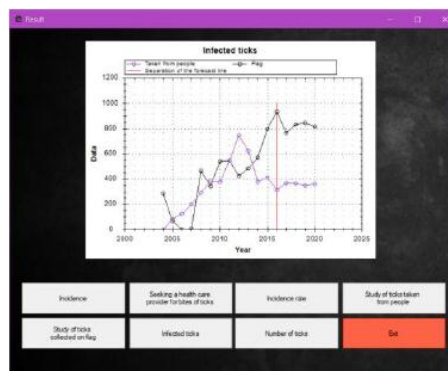 Result
Infected ticks
Taken from people
Flag
Separation of the forecast line
1200
1000
800
600
400
200
0
Data
2000
2005
2010
2015
2020
2025
Year
Incidence
Seeking a health care
provider for bites of ticks
Incidence rate
Study of ticks taken
from people
Study of ticks
collected on flag
Infected ticks
Number of ticks
Exit